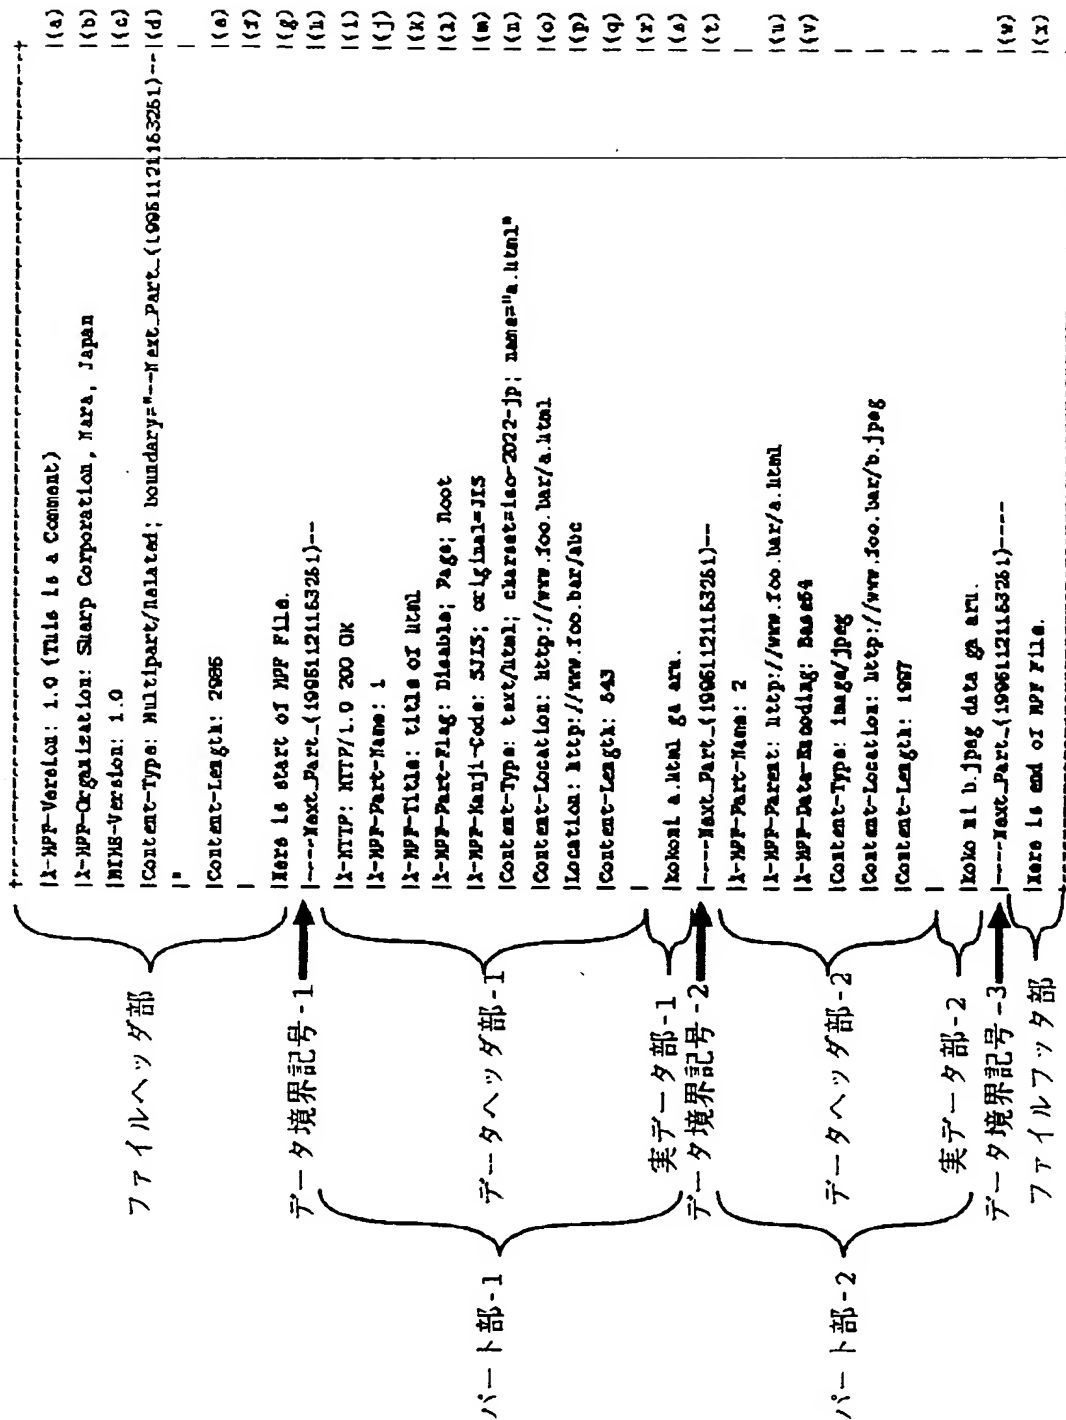 +---------------------------------------------------------------+
|X-MPF-Version: 1.0 (This is a Comment) |(a)
|X-MPF-Organization: Sharp Corporation, Nara, Japan |(b)
|MIME-Version: 1.0 |(c)
|Content-Type: Multipart/Related; boundary="---Next_Part_(19951121153251)--|(d)
|" |
|Content-Length: 2985 |(e)
| |(f)
|Here is start of MPF File. |(g)
|----Next_Part_(19951121153251)-- |(h)
|X-HTTP: HTTP/1.0 200 OK |(i)
|X-MPF-Part-Name: 1 |(j)
|X-MPF-Title: title of html |(k)
|X-MPF-Part-Flag: Disable; Page; Root |(l)
|X-MPF-Kanji-Code: SJIS; original=JIS |(m)
|Content-Type: text/html; charset=iso-2022-jp; name="a.html" |(n)
|Content-Location: http://www.foo.bar/a.html |(o)
|Location: http://www.foo.bar/abc |(p)
|Content-Length: 543 |(q)
| |(r)
|kokoni a.html ga aru. |(s)
|----Next_Part_(19951121153251)-- |(t)
|X-MPF-Part-Name: 2 |
|X-MPF-Parent: http://www.foo.bar/a.html |(u)
|X-MPF-Data-Encoding: Base64 |(v)
|Content-Type: image/jpeg |
|Content-Location: http://www.foo.bar/b.jpeg |
|Content-Length: 1997 |
| |
|koko ni b.jpeg data ga aru. |
|----Next_Part_(19951121153251)---- |(w)
|Here is end of MPF File. |(x)
+---------------------------------------------------------------
ファイルヘッダ部
データ境界記号-1
データヘッダ部-1
実データ部-1
データ境界記号-2
データヘッダ部-2
実データ部-2
データ境界記号-3
ファイルフッタ部
パート部-1
パート部-2